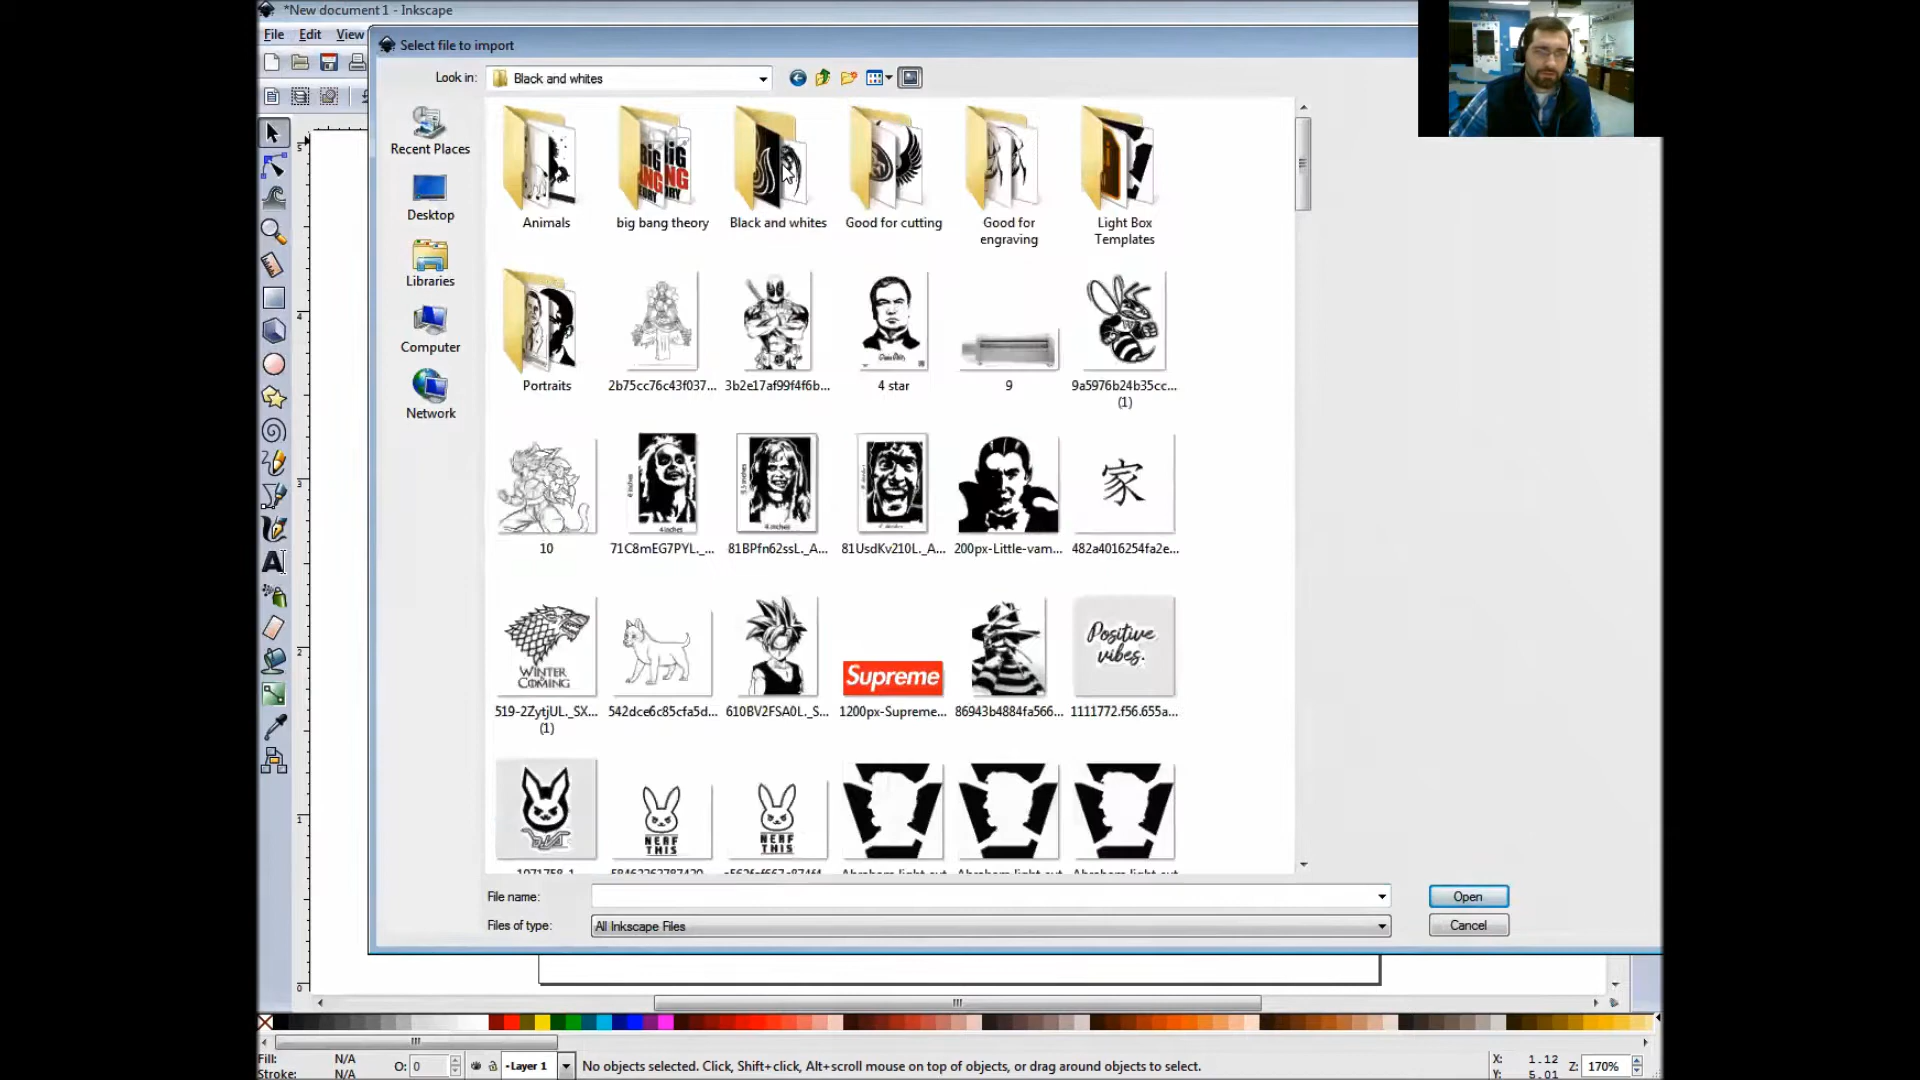 *New document 1 - Inkscape
File Edit View
Select file to import
Look in: Black and whites
Recent Places
Desktop
Libraries
Computer
Network
Animals
big bang theory
Black and whites
Good for cutting
Good for engraving
Light Box Templates
Portraits
2b75cc76c43f037...
3b2e17af99f4f6b...
4 star
9
9a5976b24b35cc... (1)
10
71C8mEG7PYL._...
81BPfn62ssL._A...
81UsdKv210L._A...
200px-Little-vam...
482a4016254fa2e...
家
WINTER
COMING
Supreme
Positive
vibes.
519-2ZytjUL._SX... (1)
542dce6c85cfa5d...
610BV2FSA0L._S...
1200px-Supreme...
86943b4884fa566...
1111772.f56.655a...
NERF
THIS
NERF
THIS
File name:
Open
Files of type: All Inkscape Files
Cancel
Fill: N/A
Stroke: N/A
O: 0
Layer 1
No objects selected. Click, Shift+click, Alt+scroll mouse on top of objects, or drag around objects to select.
X: 1.12
Y: 5.01
Z: 170%